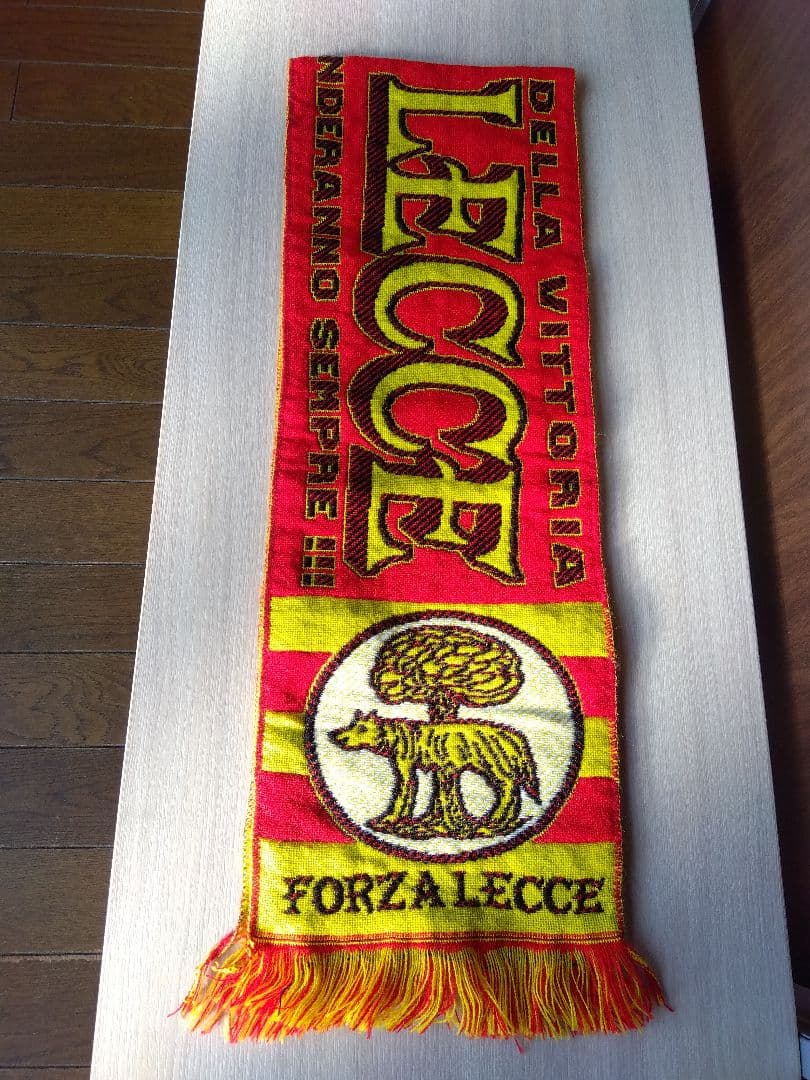 DELLA VITTORIA
LECCE
NDERANNO SEMPRE !!!
FORZA LECCE